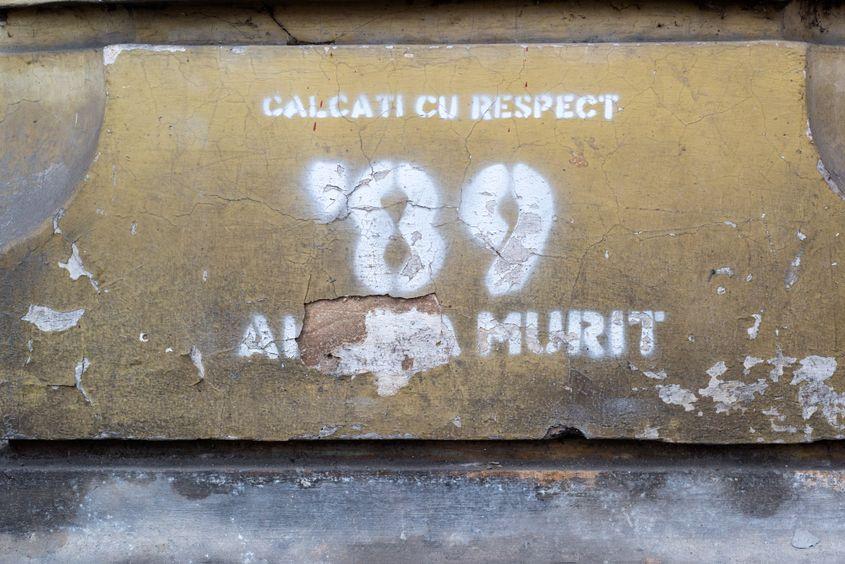 CALCATI CU RESPECT
'89
MURIT